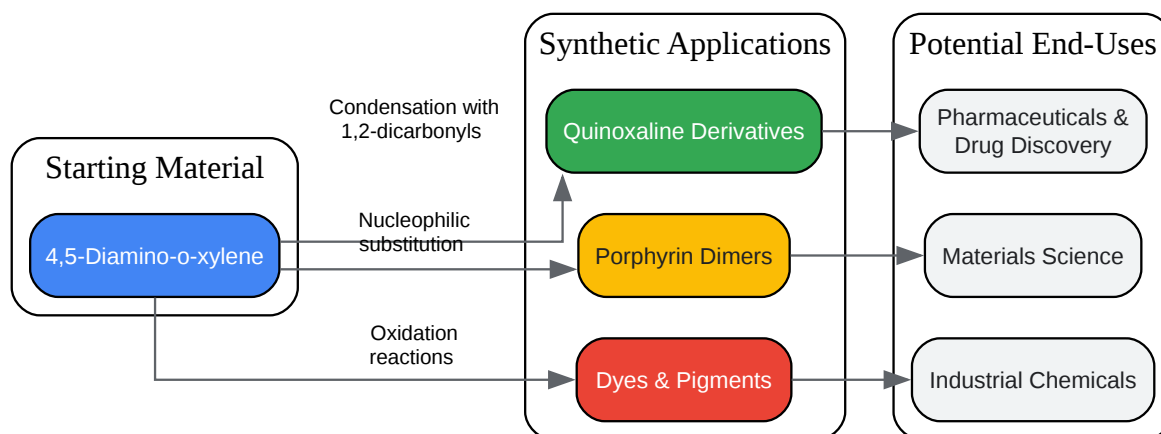 Starting Material
4,5-Diamino-o-xylene
Condensation with
1,2-dicarbonyls
Nucleophilic
substitution
Oxidation
reactions
Synthetic Applications
Quinoxaline Derivatives
Porphyrin Dimers
Dyes & Pigments
Potential End-Uses
Pharmaceuticals &
Drug Discovery
Materials Science
Industrial Chemicals